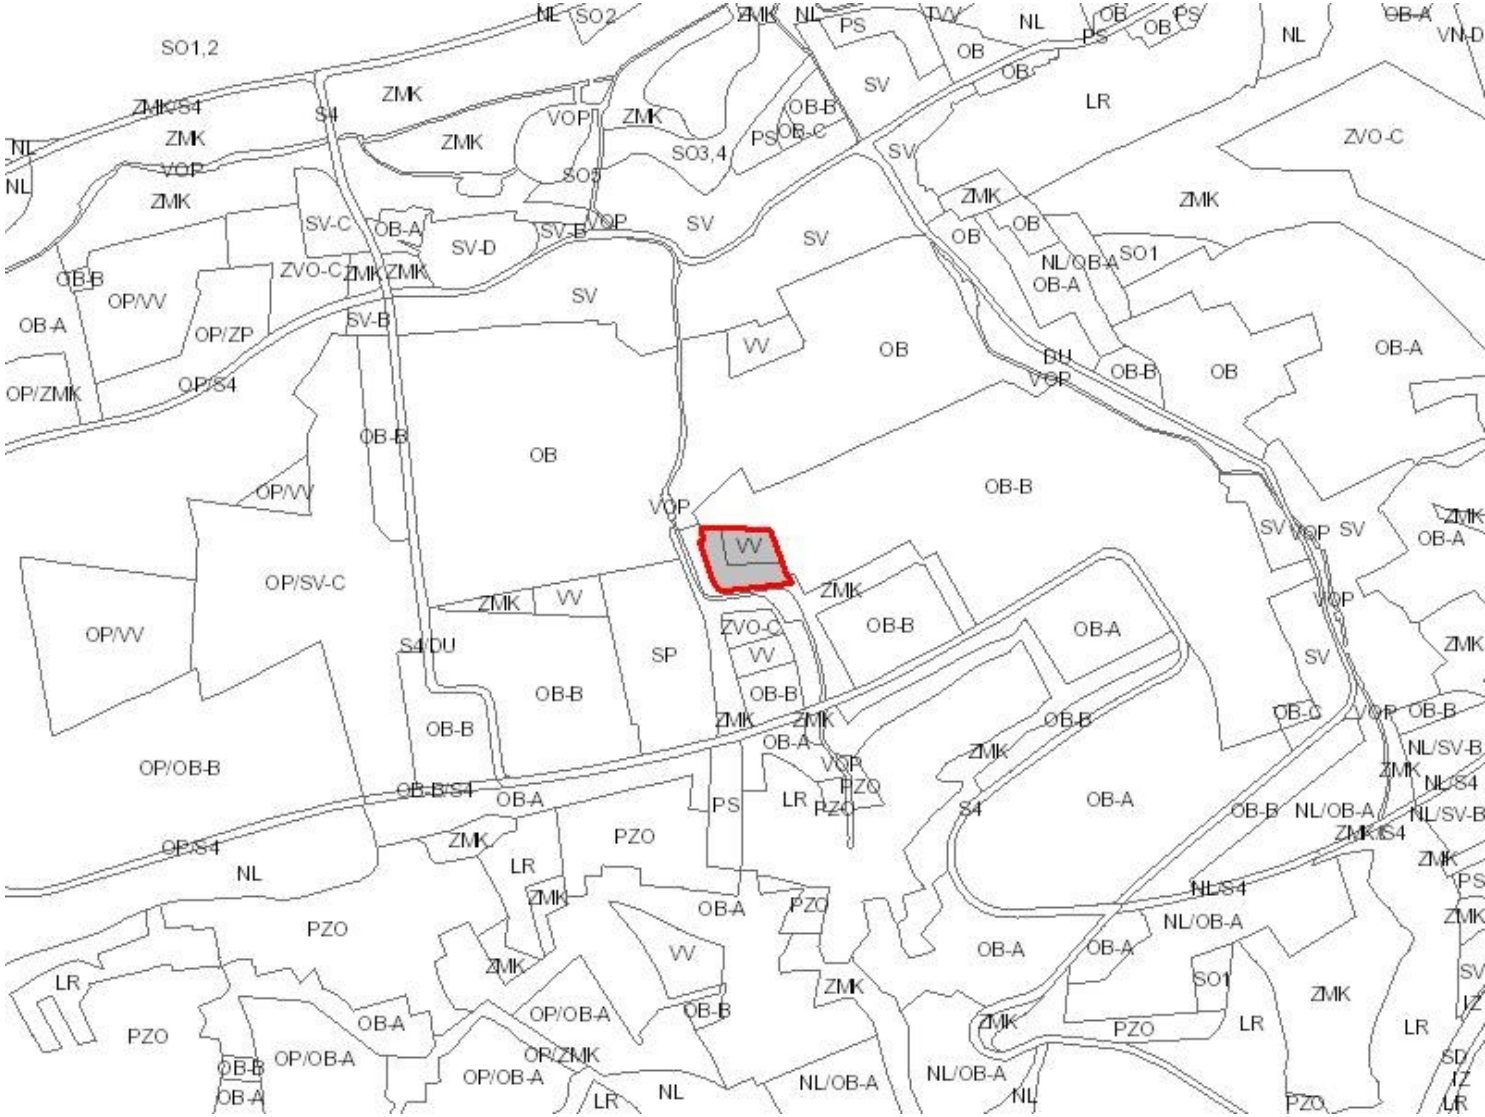 NL
SO2
ZMK
NL
PS
TVV
NL
OB
PS
OB-A
SO1,2
OB
PS
NL
VN-D
OB
OB
ZMK/S4
S4
ZMK
SV
LR
ZMK
ZMK
VOP
ZMK
OB-B
OB-C
PS
ZVO-C
NL
VOP
SO3,4
SV
NL
ZMK
SO5
ZMK
ZMK
SV-C
OB-A
SV-D
SV-B
VOP
SV
SV
OB
OB
SO1
OB-B
OP/VV
ZVO-C
ZMK
ZMK
NL/OB-A
OB-A
SV
OB-A
OP/ZP
SV-B
VV
OB
DU
VOP
OB-B
OB
OB-A
OP/ZMK
OP/S4
OB-B
OB
OB-B
OP/VV
VOP
SV
VOP
SV
ZMK
OB-A
VV
OP/SV-C
ZMK
VV
ZMK
VOP
OP/VV
S4/DU
SP
ZVO-C
VV
OB-B
OB-A
SV
ZMK
OB-B
OB-B
ZMK
ZMK
OB-B
OB-C
VOP
OB-B
OB-B
OB-A
ZMK
NL/SV-B
OP/OB-B
VOP
PZO
ZMK
NL/S4
OB-B/S4
OB-A
PS
LR
PZO
S4
OB-A
OB-B
NL/OB-A
NL/SV-B
OP/S4
ZMK
PZO
ZMK/S4
ZMK
NL
LR
ZMK
NL/S4
PS
OB-A
PZO
NL/OB-A
ZMK
PZO
OB-A
OB-A
LR
ZMK
VV
ZMK
SO1
ZMK
SV
OP/OB-A
OB-B
IZ
PZO
OB-A
ZMK
PZO
LR
LR
OB-B
OP/OB-A
OP/ZMK
SD
OB-A
OP/OB-A
NL
NL/OB-A
NL/OB-A
IZ
LR
NL
PZO
LR